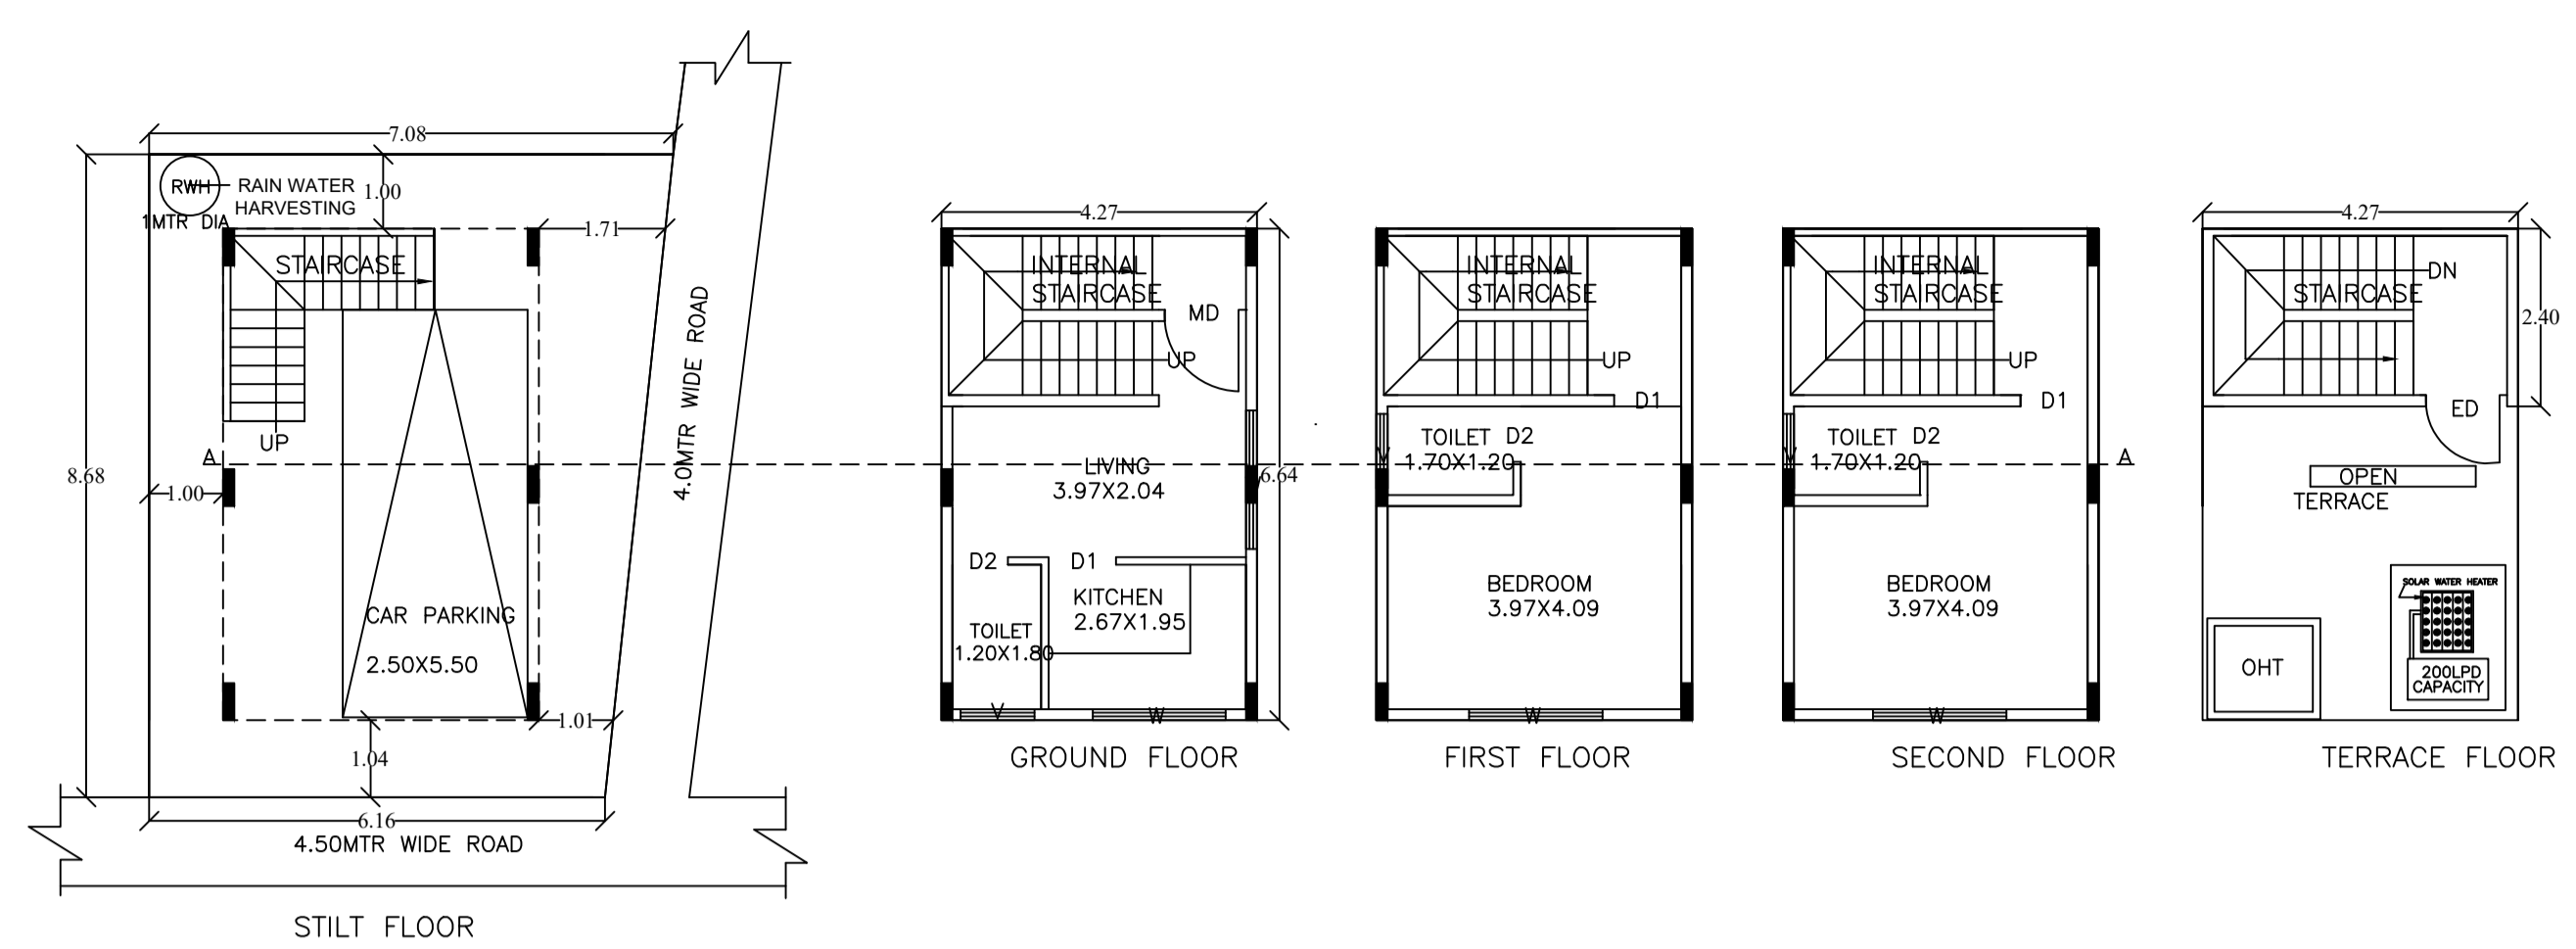 7.08
RWH
RAIN WATER
HARVESTING
1MTR DIA
1.00
1.71
STAIRCASE
UP
A
8.68
1.00
4.0MTR WIDE ROAD
CAR PARKING
2.50X5.50
1.01
1.04
6.16
4.50MTR WIDE ROAD
STILT FLOOR
4.27
INTERNAL
STAIRCASE
MD
UP
LIVING
3.97X2.04
6.64
D2
D1
KITCHEN
2.67X1.95
TOILET
1.20X1.80
V
W
GROUND FLOOR
INTERNAL
STAIRCASE
UP
D1
TOILET D2
1.70X1.20
V
BEDROOM
3.97X4.09
W
FIRST FLOOR
INTERNAL
STAIRCASE
UP
D1
TOILET D2
1.70X1.20
V
A
BEDROOM
3.97X4.09
W
SECOND FLOOR
4.27
DN
STAIRCASE
2.40
ED
OPEN
TERRACE
SOLAR WATER HEATER
OHT
200LPD
CAPACITY
TERRACE FLOOR